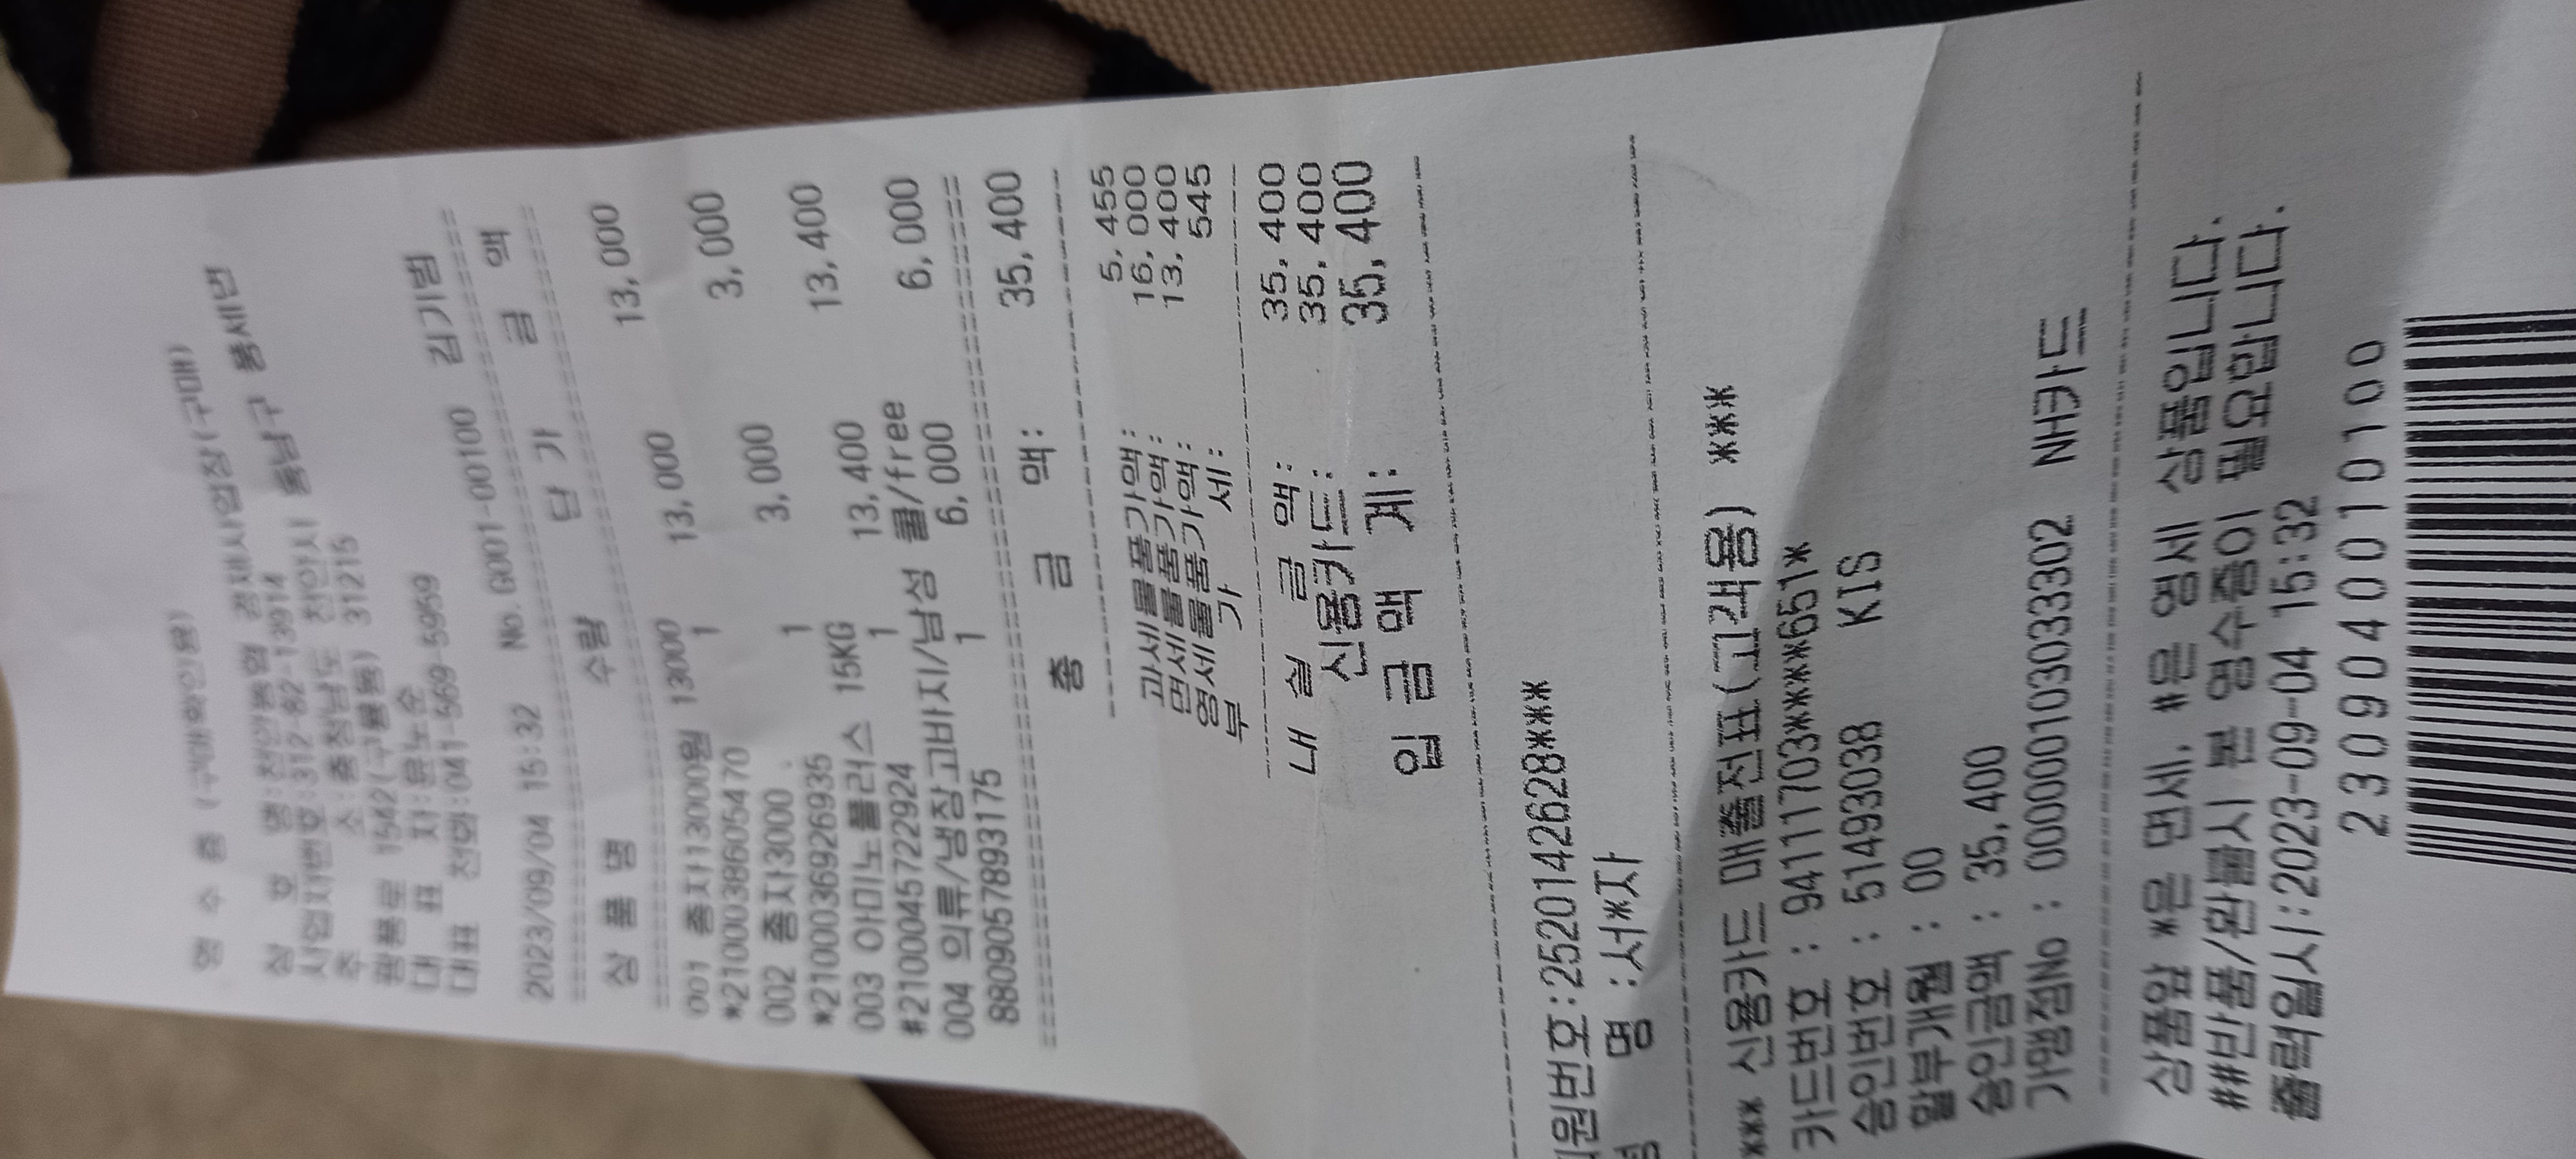 영 수 증 (구매확인용)
상 호 명:천안농협 경제사업장(구매)
사업자번호:312-82-13914
주 소:충청남도 천안시 동남구 풍세면
풍세로 1542(구룡동) 31215
대 표 자:윤노순
대표 전화:041-569-5959 김기범
2023/09/04 15:32 No.G001-00100
===============
상 품 명 수량 단 가 금 액
===============
001 종자13000원 13000
*2100038605470 1 13,000 13,000
002 종자3000 .
*2100036926935 1 3,000 3,000
003 아미노플러스 15KG
#2100045722924 1 13,400 13,400
004 의류/냉장고바지/남성 쿨/free
8809057893175 1 6,000 6,000
===============
총 금 액: 35,400
---------------
과세물품가액: 5,455
면세물품가액: 16,000
영세물품가액: 13,400
부 가 세: 545
---------------
내 실 금 액: 35,400
신용카드: 35,400
입 금 액 계: 35,400
---------------
원번호:2520142628***
명 :서*자
---------------
*** 신용카드 매출전표(고객용) ***
카드번호 : 94111703****651*
승인번호 : 51493038 KIS
할부개월 : 00
승인금액 : 35,400
가맹점No : 000000103033302 NH카드
---------------
상품앞 *은 면세, #은 영세 상품입니다.
##반품/환불시 본 영수증이 필요합니다.
출력일시:2023-09-04 15:32
230904001 0100